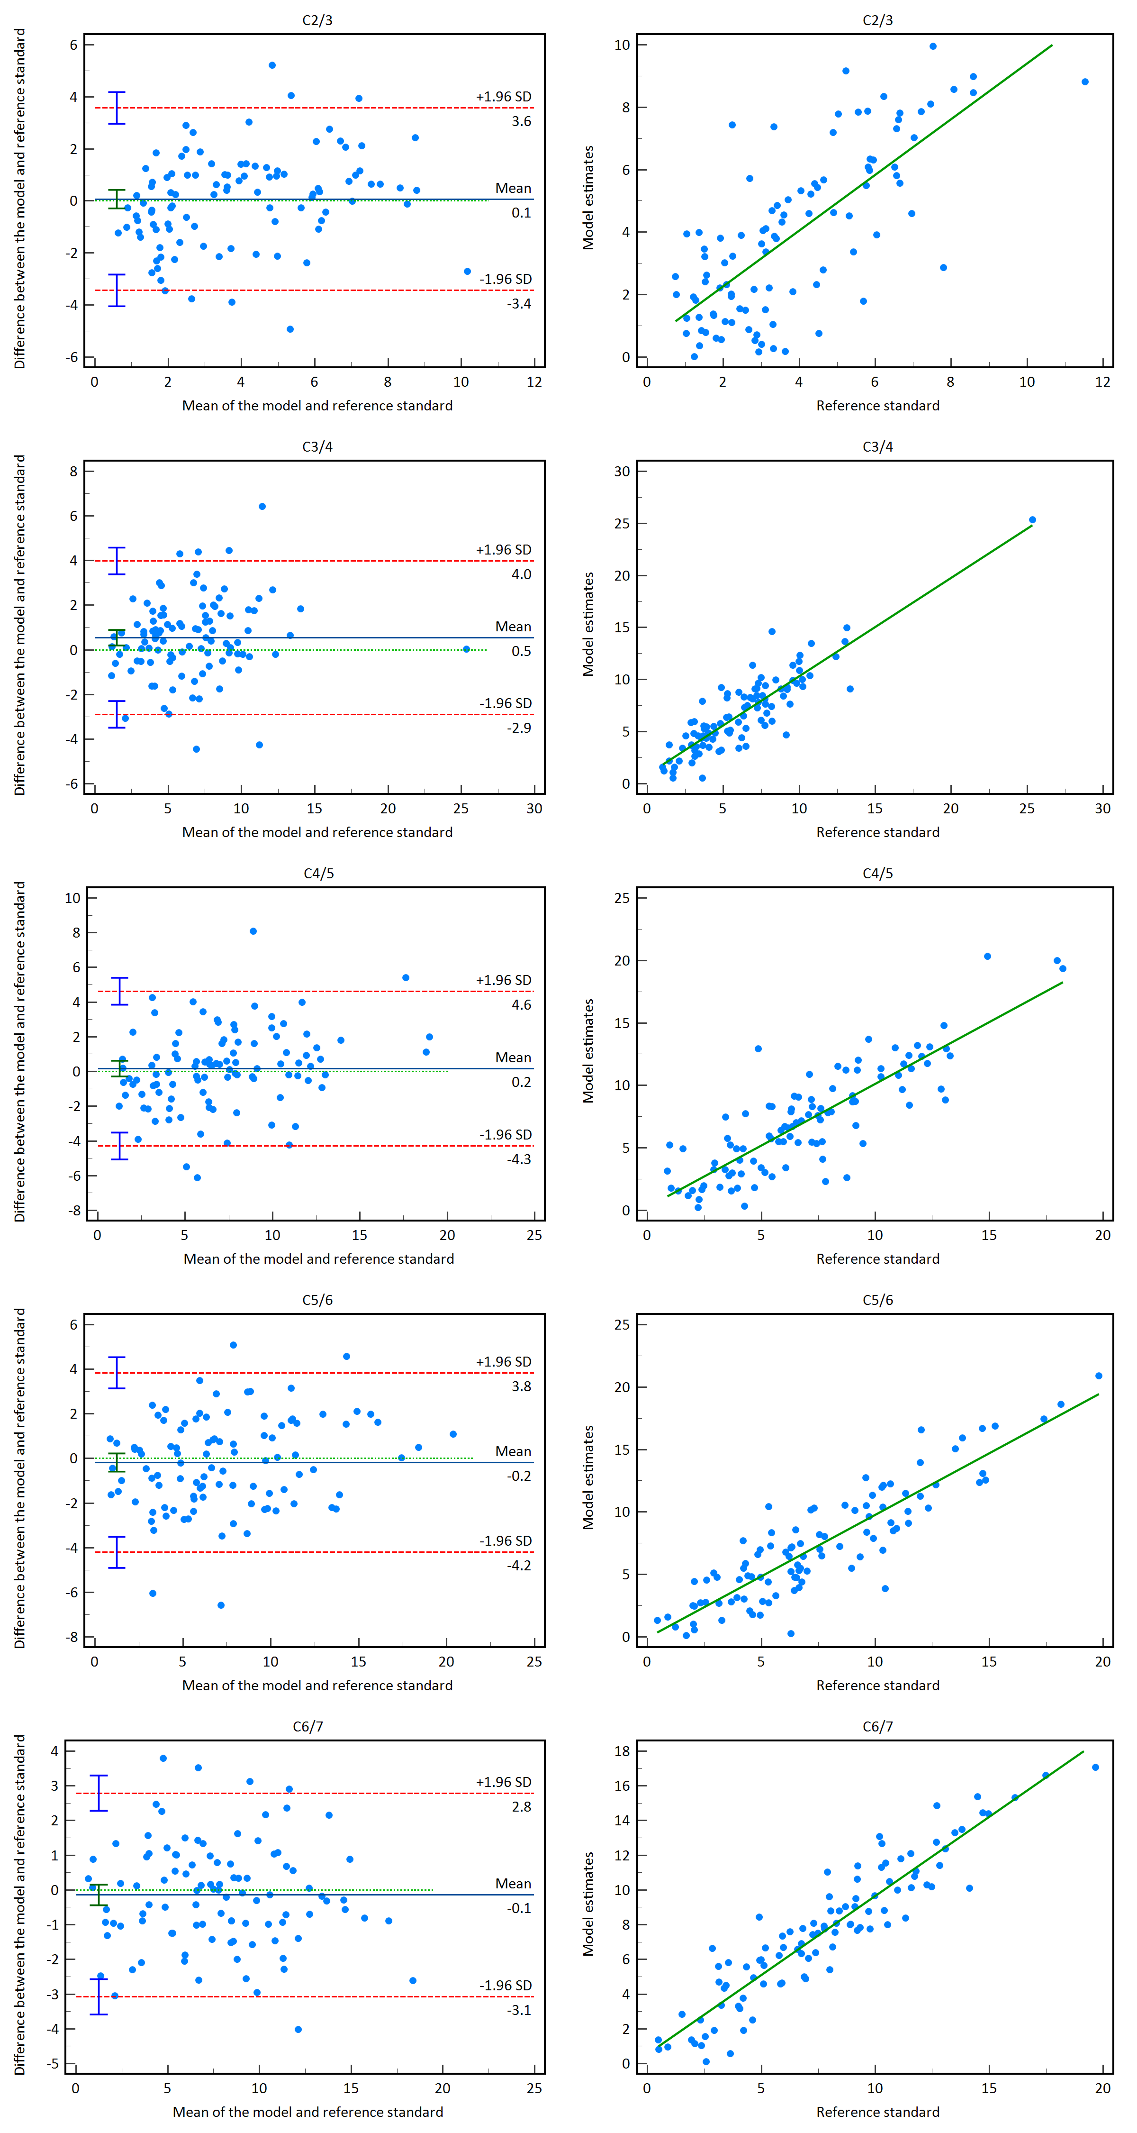 C2/3
Difference between the model and reference standard
6
4
2
0
-2
-4
-6
+1.96 SD
3.6
Mean
0.1
-1.96 SD
-3.4
0 2 4 6 8 10 12
Mean of the model and reference standard
C2/3
Model estimates
10
8
6
4
2
0
0 2 4 6 8 10 12
Reference standard
C3/4
Difference between the model and reference standard
8
6
4
2
0
-2
-4
-6
+1.96 SD
4.0
Mean
0.5
-1.96 SD
-2.9
0 5 10 15 20 25 30
Mean of the model and reference standard
C3/4
Model estimates
30
25
20
15
10
5
0
0 5 10 15 20 25 30
Reference standard
C4/5
Difference between the model and reference standard
10
8
6
4
2
0
-2
-4
-6
-8
+1.96 SD
4.6
Mean
0.2
-1.96 SD
-4.3
0 5 10 15 20 25
Mean of the model and reference standard
C4/5
Model estimates
25
20
15
10
5
0
0 5 10 15 20
Reference standard
C5/6
Difference between the model and reference standard
6
4
2
0
-2
-4
-6
-8
+1.96 SD
3.8
Mean
-0.2
-1.96 SD
-4.2
0 5 10 15 20 25
Mean of the model and reference standard
C5/6
Model estimates
25
20
15
10
5
0
0 5 10 15 20
Reference standard
C6/7
Difference between the model and reference standard
4
3
2
1
0
-1
-2
-3
-4
-5
+1.96 SD
2.8
Mean
-0.1
-1.96 SD
-3.1
0 5 10 15 20 25
Mean of the model and reference standard
C6/7
Model estimates
18
16
14
12
10
8
6
4
2
0
0 5 10 15 20
Reference standard